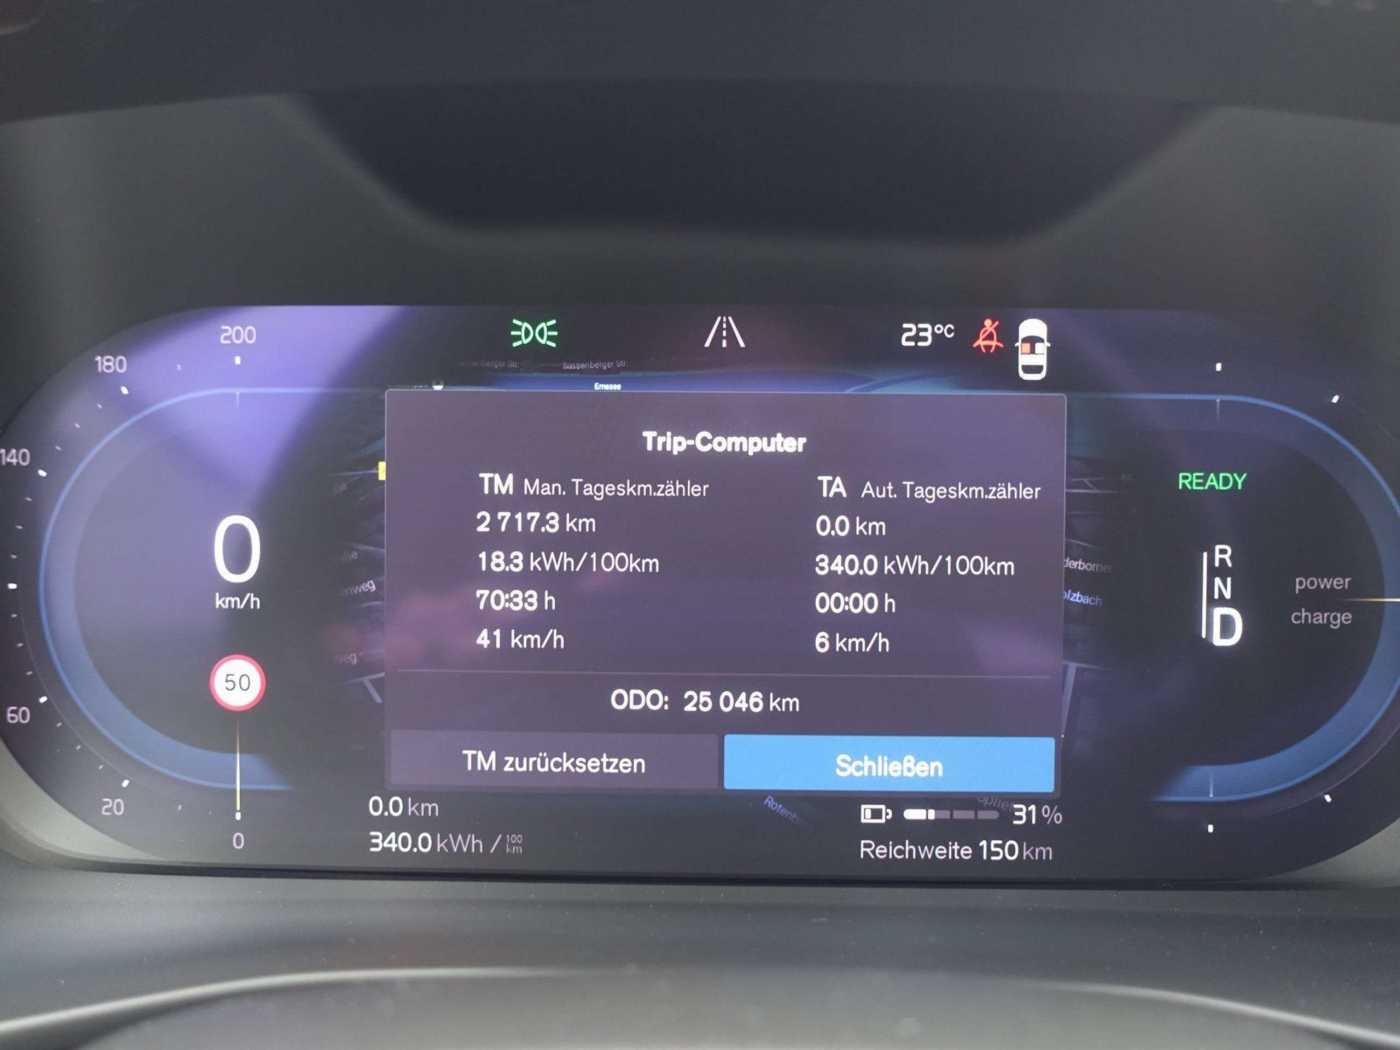 200
180
140
60
20
0
23°C
Emssee
Trip-Computer
TM Man. Tageskm.zähler
2 717.3 km
18.3 kWh/100km
70:33 h
41 km/h
TA Aut. Tageskm.zähler
0.0 km
340.0 kWh/100km
00:00 h
6 km/h
ODO: 25 046 km
TM zurücksetzen
Schließen
0
km/h
50
READY
R
N
D
power
charge
0.0 km
340.0 kWh / 100 km
31 %
Reichweite 150 km